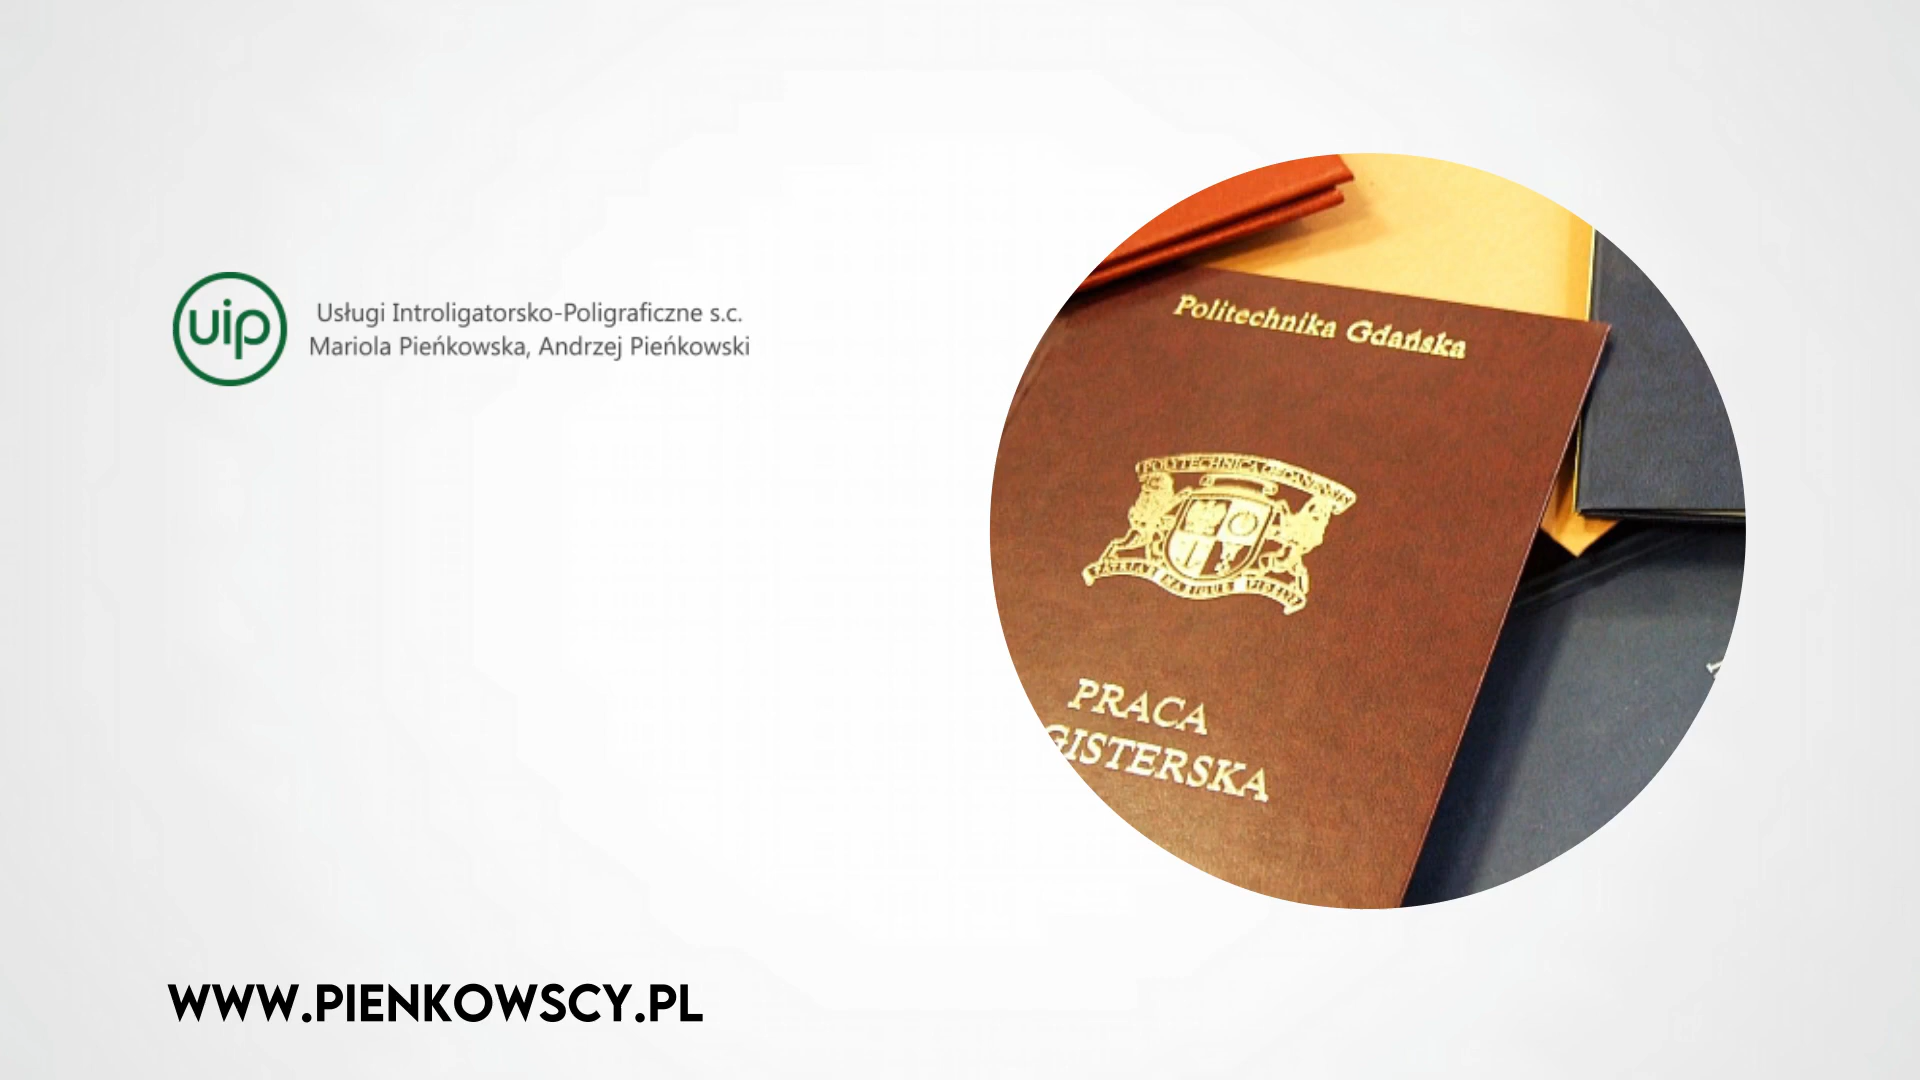 uip
Usługi Introligatorsko-Poligraficzne s.c.
Mariola Pieńkowska, Andrzej Pieńkowski
Politechnika Gdańska
PRACA
GISTERSKA
WWW.PIENKOWSCY.PL